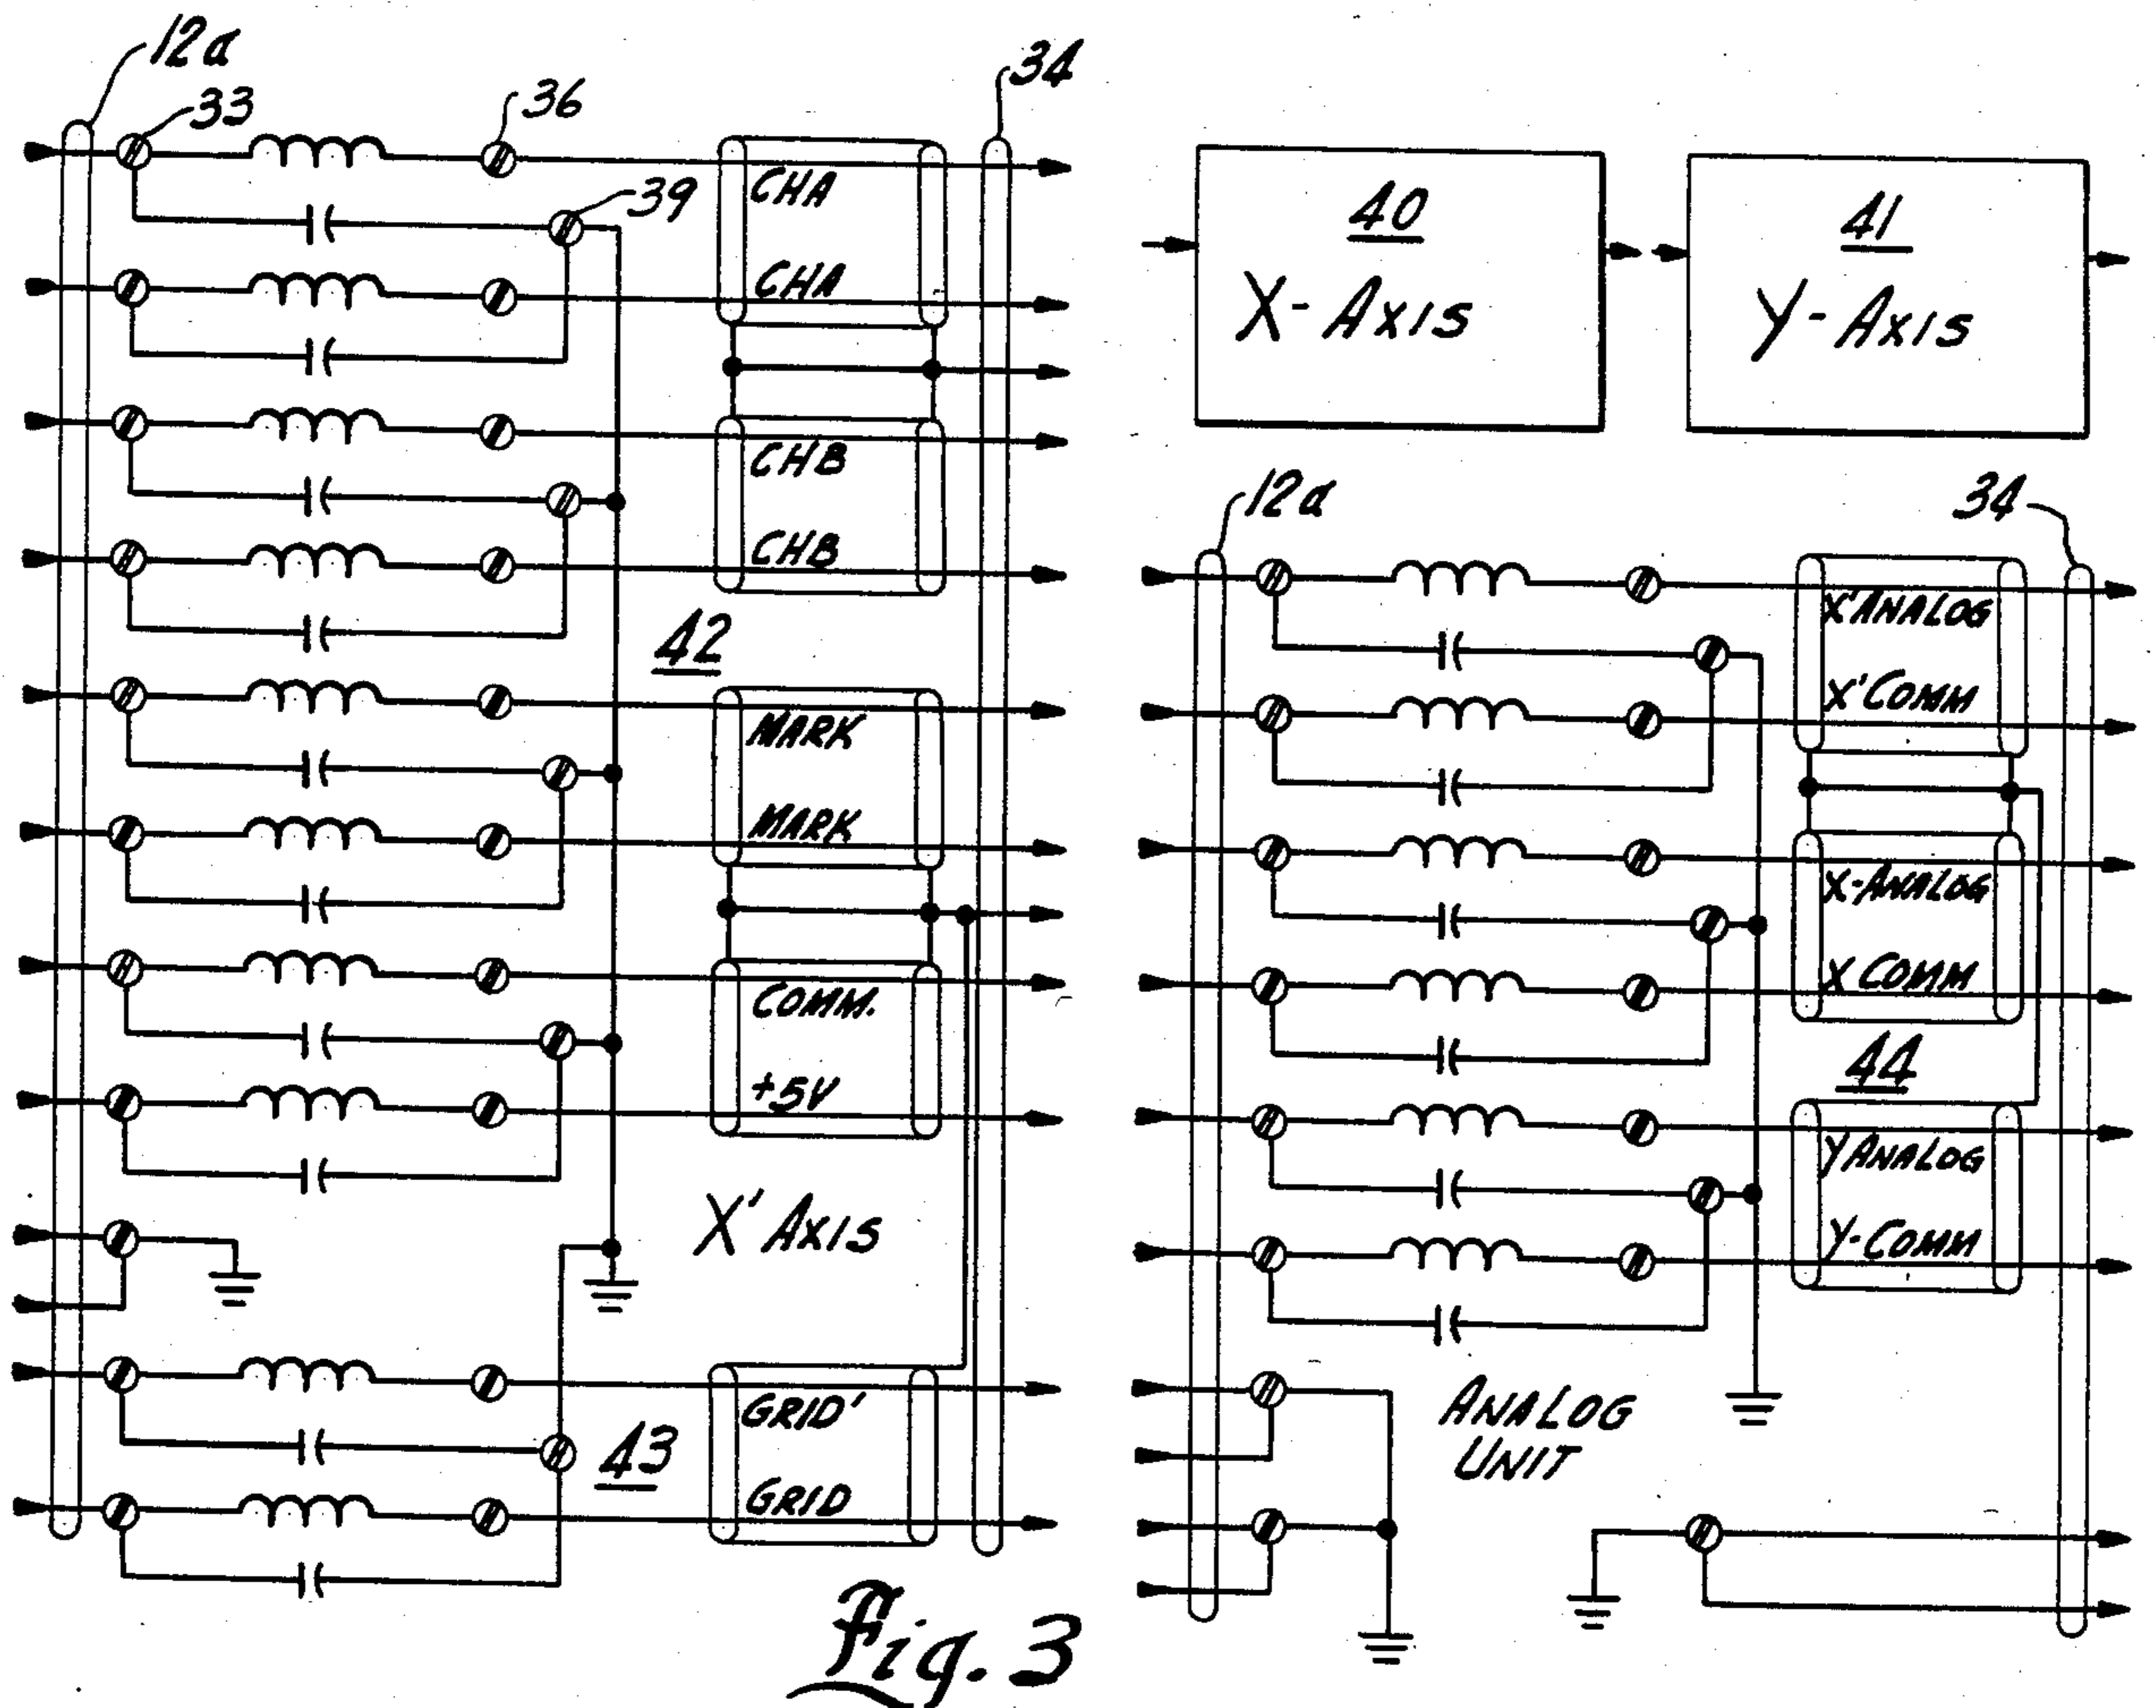 12a
33
36
34
39
CHA
CHA
CHB
CHB
42
MARK
MARK
COMM.
+5V
X' AXIS
GRID'
43
GRID
40
X-AXIS
41
Y-AXIS
12a
34
X'ANALOG
X'COMM
X-ANALOG
X COMM
44
Y ANALOG
Y-COMM
ANALOG
UNIT
Fig. 3